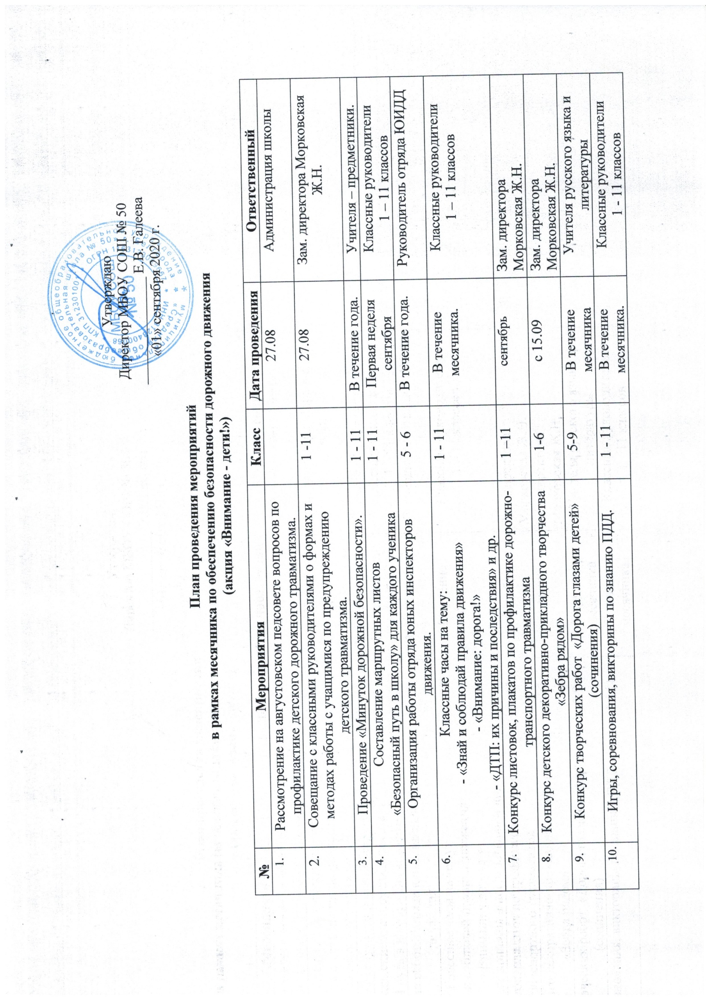 Утверждаю
Директор МБОУ СОШ № 50
Е.В. Галеева
«01» сентября 2020 г.
План проведения мероприятий
в рамках месячника по обеспечению безопасности дорожного движения
(акция «Внимание - дети!»)
№ Мероприятия Класс Дата проведения Ответственный
1. Рассмотрение на августовском педсовете вопросов по 27.08 Администрация школы
профилактике детского дорожного травматизма.
2. Совещание с классными руководителями о формах и 1 -11 27.08 Зам. директора Морковская
методах работы с учащимися по предупреждению Ж.Н.
детского травматизма.
3. Проведение «Минуток дорожной безопасности». 1 - 11 В течение года. Учителя – предметники.
4. Составление маршрутных листов 1 - 11 Первая неделя Классные руководители
«Безопасный путь в школу» для каждого ученика сентября 1 – 11 классов
5. Организация работы отряда юных инспекторов 5 - 6 В течение года. Руководитель отряда ЮИДД
движения.
6. Классные часы на тему: 1 - 11 В течение Классные руководители
- «Знай и соблюдай правила движения» месячника. 1 – 11 классов
- «Внимание: дорога!»
- «ДТП: их причины и последствия» и др.
7. Конкурс листовок, плакатов по профилактике дорожно- 1 –11 сентябрь Зам. директора
транспортного травматизма Морковская Ж.Н.
8. Конкурс детского декоративно-прикладного творчества 1-6 с 15.09 Зам. директора
«Зебра рядом» Морковская Ж.Н.
9. Конкурс творческих работ «Дорога глазами детей» 5-9 В течение Учителя русского языка и
(сочинения) месячника литературы
10. Игры, соревнования, викторины по знанию ПДД. 1 - 11 В течение Классные руководители
месячника. 1 - 11 классов